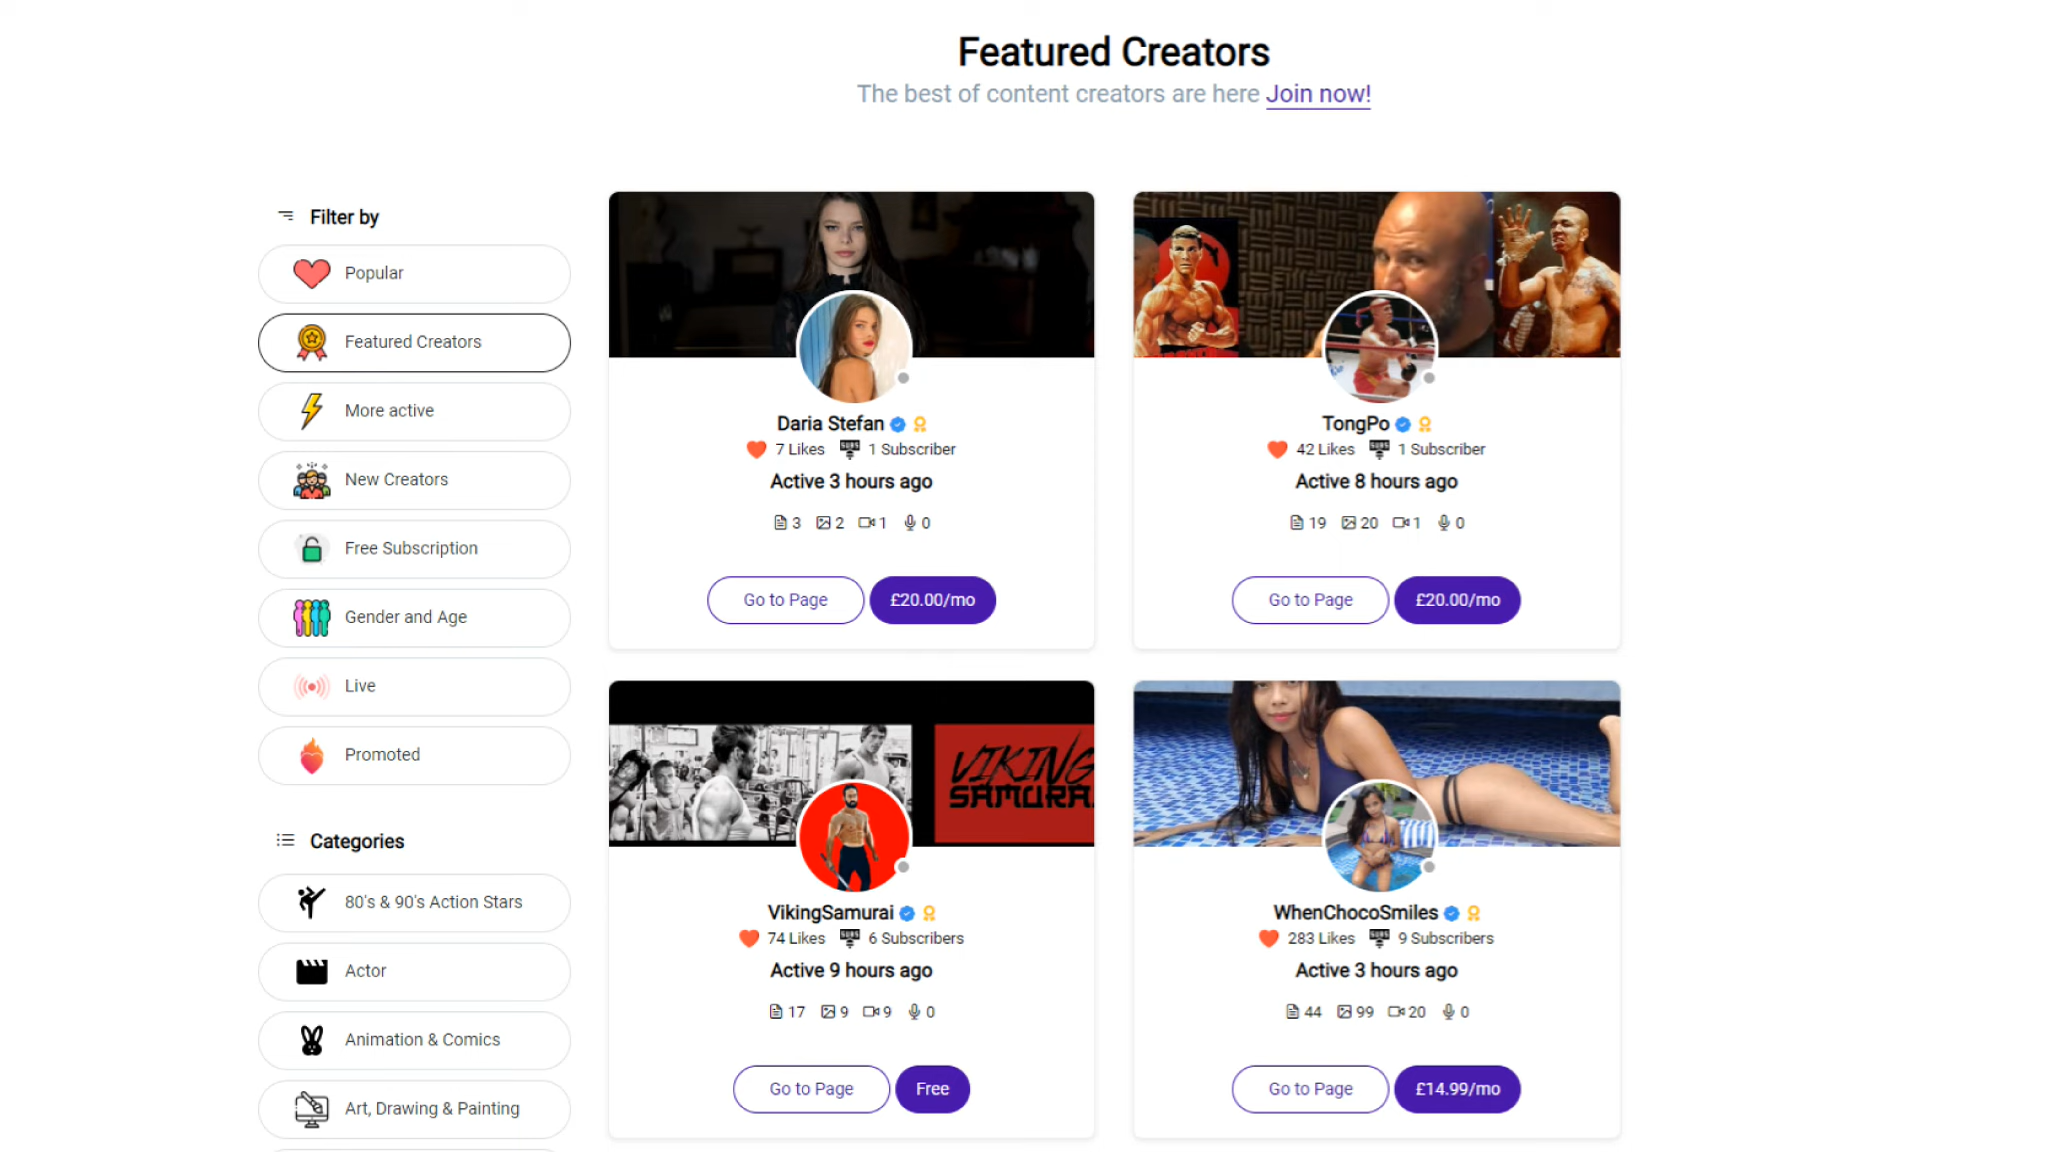 Featured Creators
The best of content creators are here Join now!
Filter by
Popular
Featured Creators
More active
New Creators
Free Subscription
Gender and Age
Live
Promoted
Categories
80's & 90's Action Stars
Actor
Animation & Comics
Art, Drawing & Painting
Daria Stefan
7 Likes SUBS 1 Subscriber
Active 3 hours ago
3 2 1 0
Go to Page £20.00/mo
TongPo
42 Likes SUBS 1 Subscriber
Active 8 hours ago
19 20 1 0
Go to Page £20.00/mo
VIKING
SAMURA
VikingSamurai
74 Likes SUBS 6 Subscribers
Active 9 hours ago
17 9 9 0
Go to Page Free
WhenChocoSmiles
283 Likes SUBS 9 Subscribers
Active 3 hours ago
44 99 20 0
Go to Page £14.99/mo